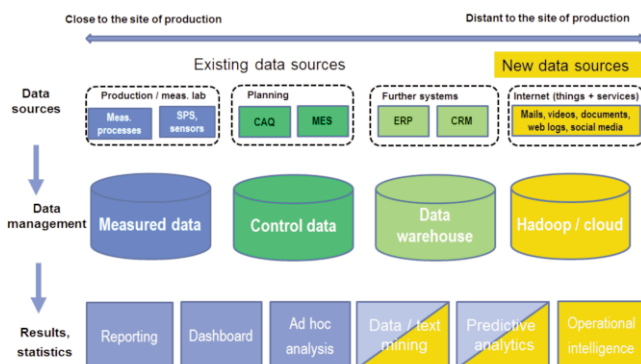 Close to the site of production
Distant to the site of production
Existing data sources
New data sources
Data
sources
Production / meas. lab
Meas.
processes
SPS,
sensors
Planning
CAQ
MES
Further systems
ERP
CRM
Internet (things + services)
Mails, videos, documents,
web logs, social media
Data
management
Measured data
Control data
Data
warehouse
Hadoop / cloud
Results,
statistics
Reporting
Dashboard
Ad hoc
analysis
Data / text
mining
Predictive
analytics
Operational
intelligence